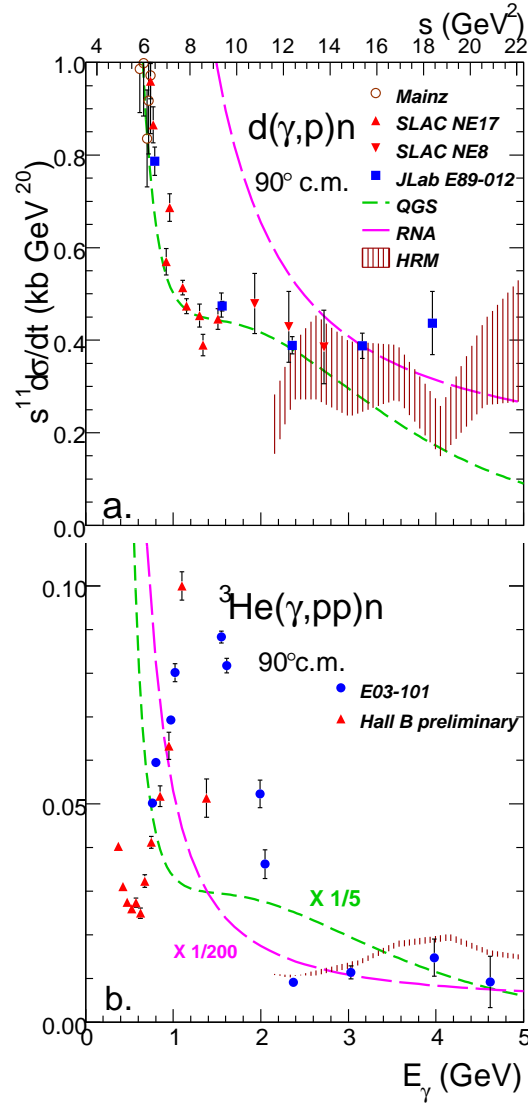 s (GeV²)
4 6 8 10 12 14 16 18 20 22
1.0
0.8
0.6
0.4
0.2
0.0
s¹¹dσ/dt (kb GeV²⁰)
d(γ,p)n
90° c.m.
Mainz
SLAC NE17
SLAC NE8
JLab E89-012
QGS
RNA
HRM
a.
0.10
0.05
0.00
³He(γ,pp)n
90°c.m.
E03-101
Hall B preliminary
X 1/5
X 1/200
b.
0 1 2 3 4 5
E_γ (GeV)